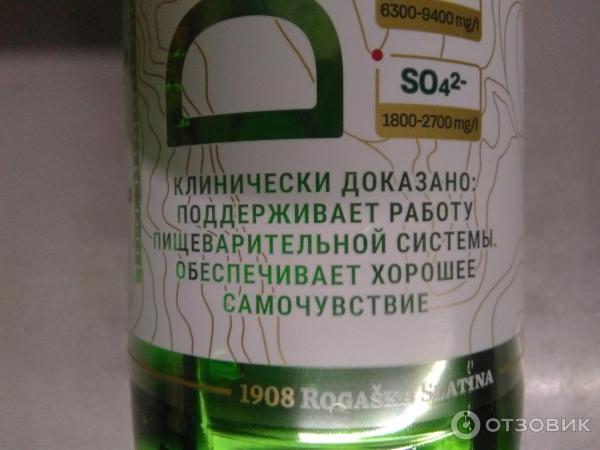 6300-9400 mg/l
SO₄²⁻
1800-2700 mg/l
D
КЛИНИЧЕСКИ ДОКАЗАНО:
ПОДДЕРЖИВАЕТ РАБОТУ
ПИЩЕВАРИТЕЛЬНОЙ СИСТЕМЫ.
ОБЕСПЕЧИВАЕТ ХОРОШЕЕ
САМОЧУВСТВИЕ
1908 ROGAŠKA SLATINA
ОТЗОВИК